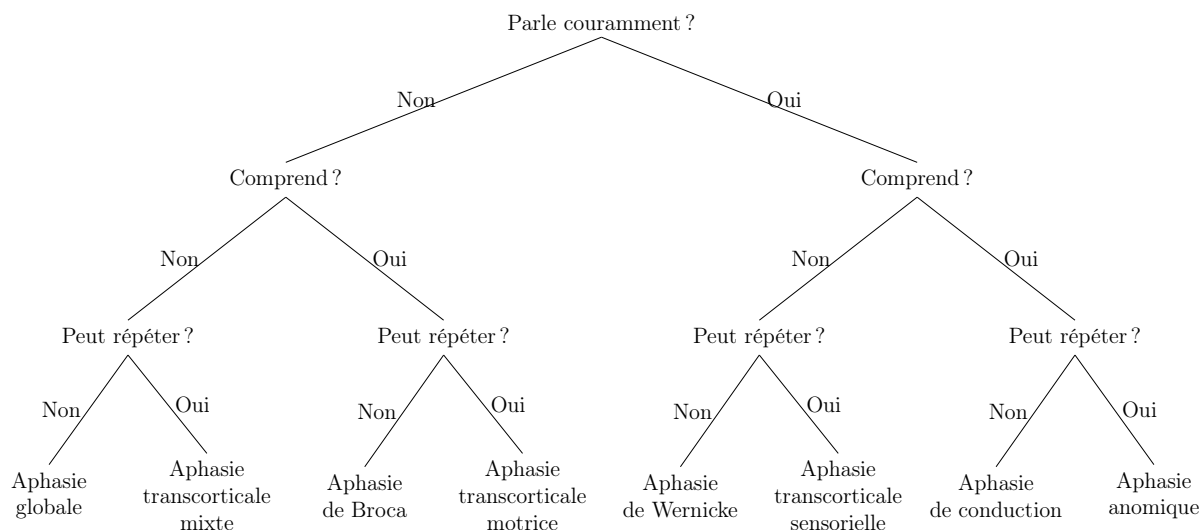 Parle couramment ?
Non
Oui
Comprend ?
Comprend ?
Non
Oui
Non
Oui
Peut répéter ?
Peut répéter ?
Peut répéter ?
Peut répéter ?
Non
Oui
Non
Oui
Non
Oui
Non
Oui
Aphasie
globale
Aphasie
transcorticale
mixte
Aphasie
de Broca
Aphasie
transcorticale
motrice
Aphasie
de Wernicke
Aphasie
transcorticale
sensorielle
Aphasie
de conduction
Aphasie
anomique